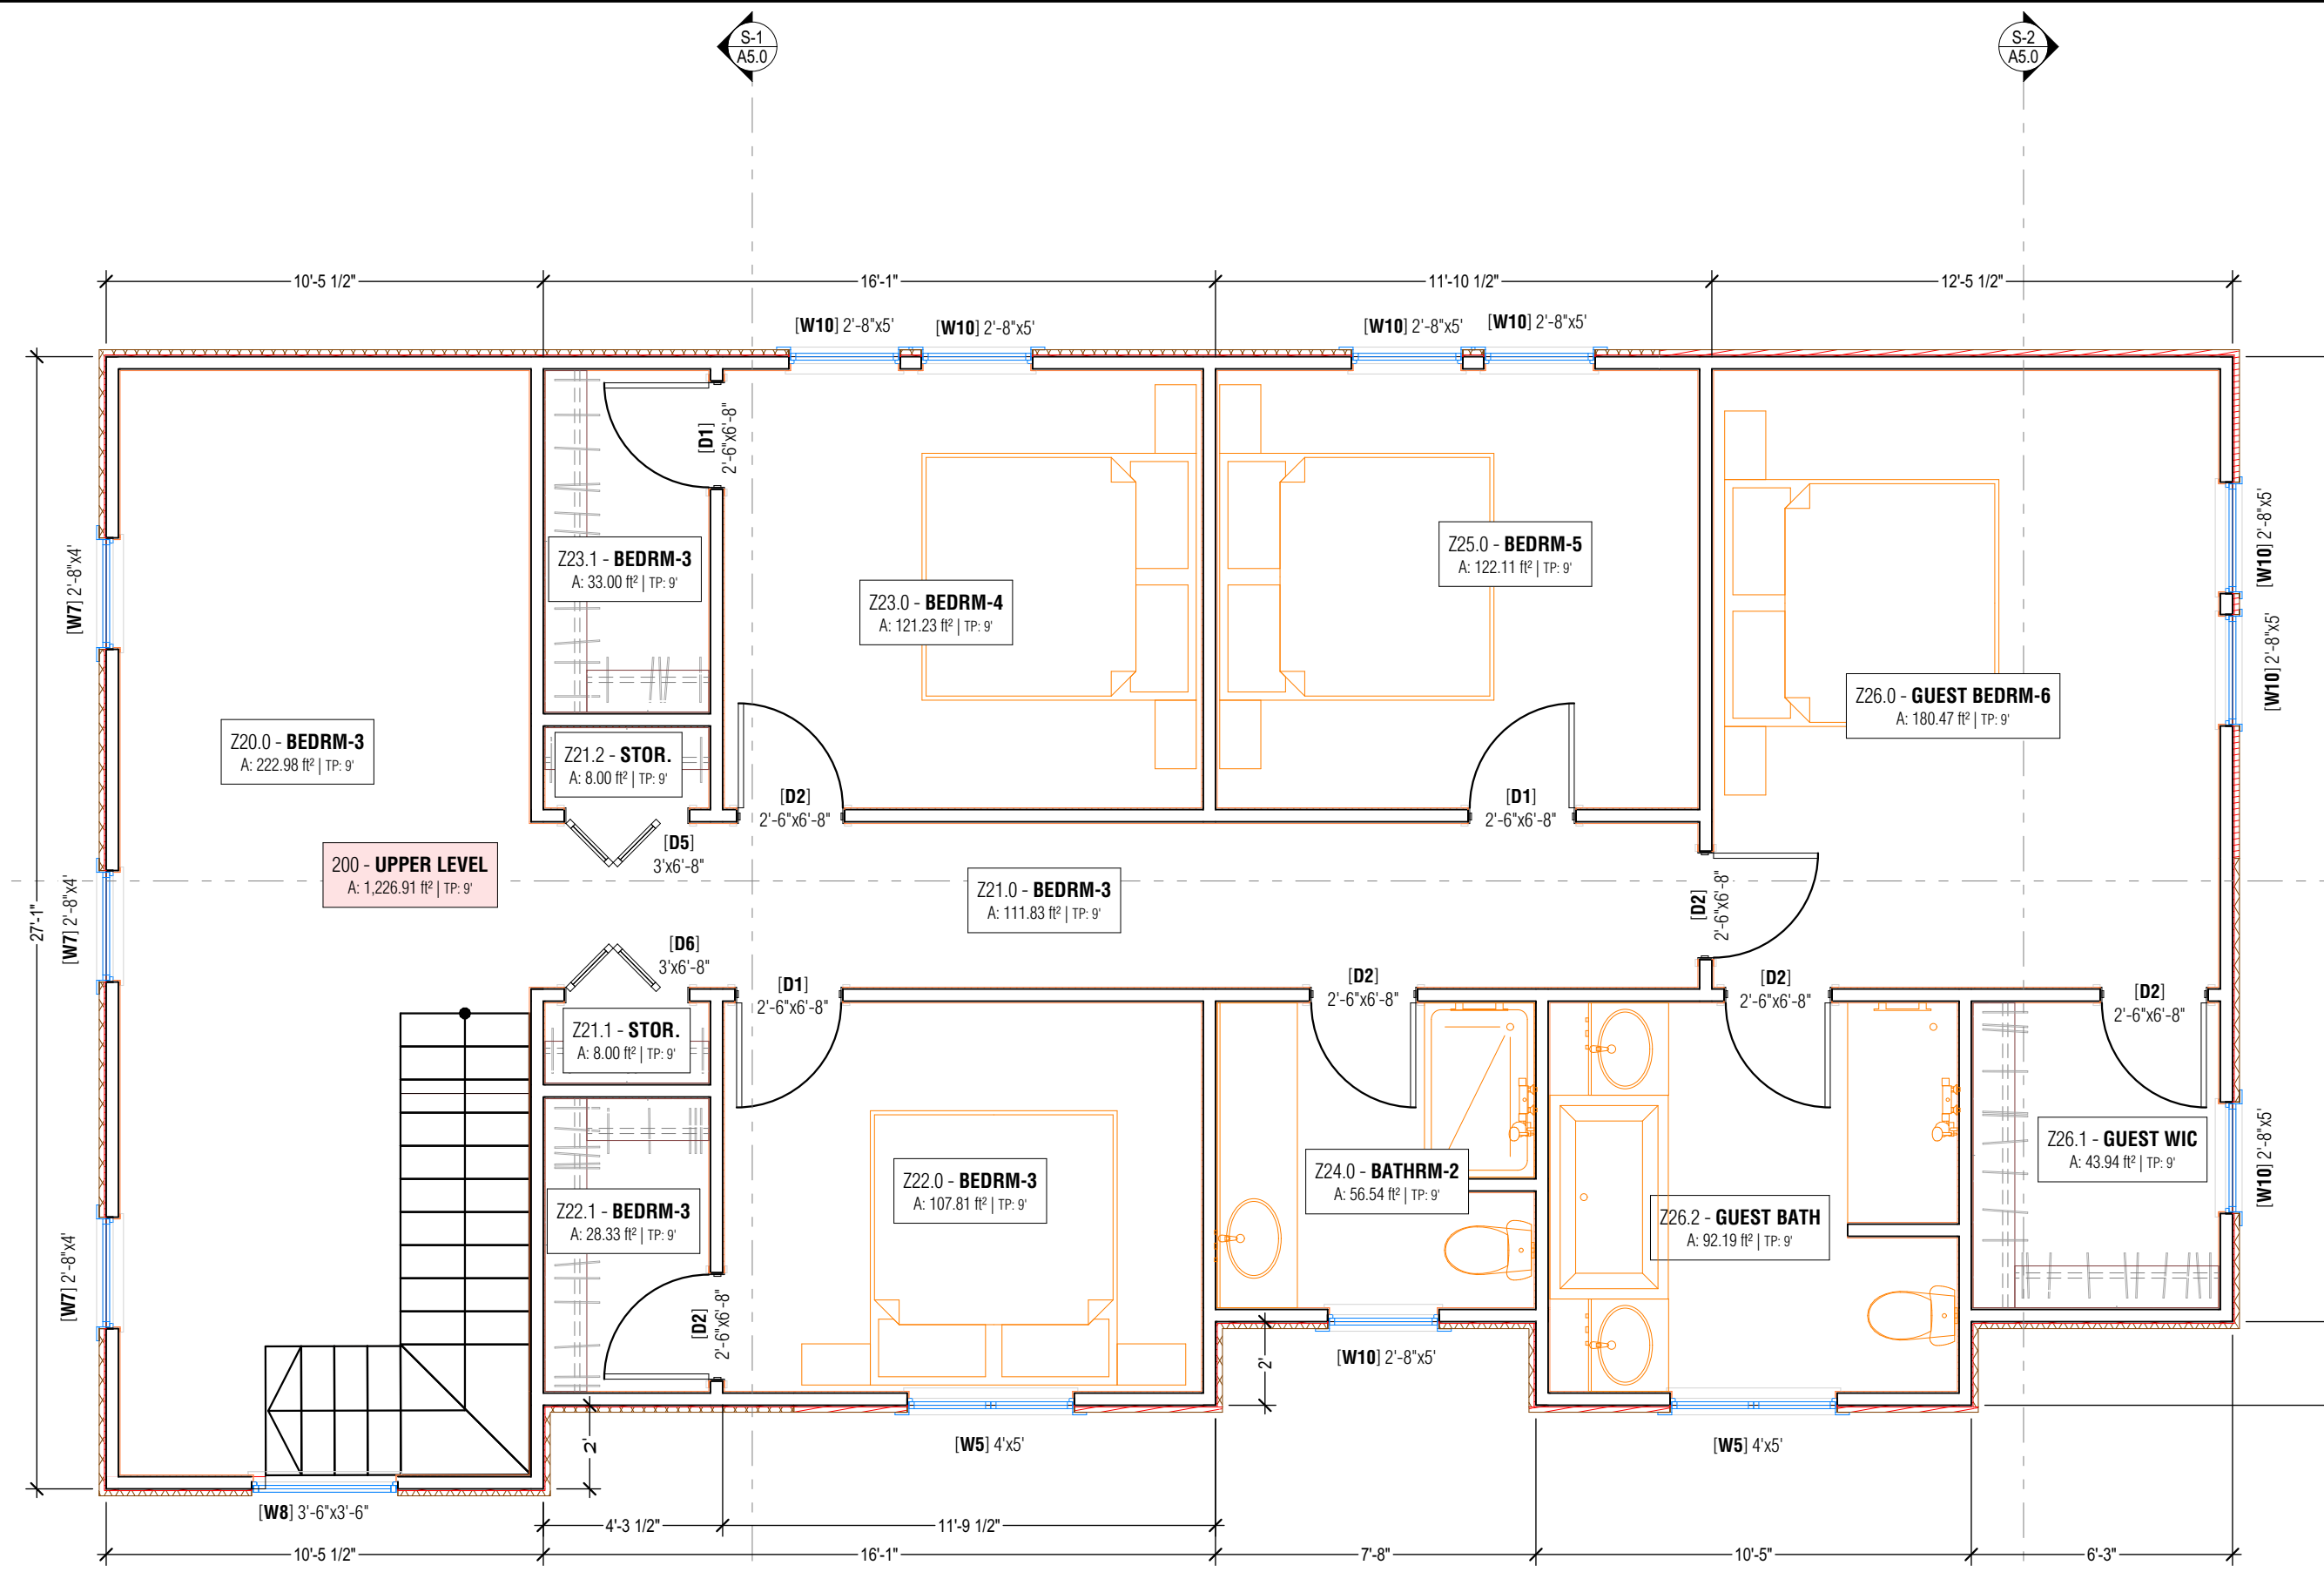 S-1
A5.0
S-2
A5.0
10'-5 1/2"
16'-1"
11'-10 1/2"
12'-5 1/2"
[W10] 2'-8"x5'
[W10] 2'-8"x5'
[W10] 2'-8"x5'
[W10] 2'-8"x5'
[D1]
2'-6"x6'-8"
Z23.1 - BEDRM-3
A: 33.00 ft² | TP: 9'
Z23.0 - BEDRM-4
A: 121.23 ft² | TP: 9'
Z25.0 - BEDRM-5
A: 122.11 ft² | TP: 9'
[W10] 2'-8"x5'
[W7] 2'-8"x4'
[W10] 2'-8"x5'
Z26.0 - GUEST BEDRM-6
A: 180.47 ft² | TP: 9'
Z20.0 - BEDRM-3
A: 222.98 ft² | TP: 9'
Z21.2 - STOR.
A: 8.00 ft² | TP: 9'
[D2]
2'-6"x6'-8"
[D1]
2'-6"x6'-8"
[D5]
3'x6'-8"
200 - UPPER LEVEL
A: 1,226.91 ft² | TP: 9'
Z21.0 - BEDRM-3
A: 111.83 ft² | TP: 9'
[D2]
2'-6"x6'-8"
27'-1"
[W7] 2'-8"x4'
[D6]
3'x6'-8"
[D1]
2'-6"x6'-8"
[D2]
2'-6"x6'-8"
[D2]
2'-6"x6'-8"
[D2]
2'-6"x6'-8"
Z21.1 - STOR.
A: 8.00 ft² | TP: 9'
Z22.1 - BEDRM-3
A: 28.33 ft² | TP: 9'
Z22.0 - BEDRM-3
A: 107.81 ft² | TP: 9'
Z24.0 - BATHRM-2
A: 56.54 ft² | TP: 9'
Z26.2 - GUEST BATH
A: 92.19 ft² | TP: 9'
Z26.1 - GUEST WIC
A: 43.94 ft² | TP: 9'
[W10] 2'-8"x5'
[W7] 2'-8"x4'
[D2]
2'-6"x6'-8"
2'
[W10] 2'-8"x5'
2'
[W5] 4'x5'
[W5] 4'x5'
[W8] 3'-6"x3'-6"
4'-3 1/2"
11'-9 1/2"
10'-5 1/2"
16'-1"
7'-8"
10'-5"
6'-3"